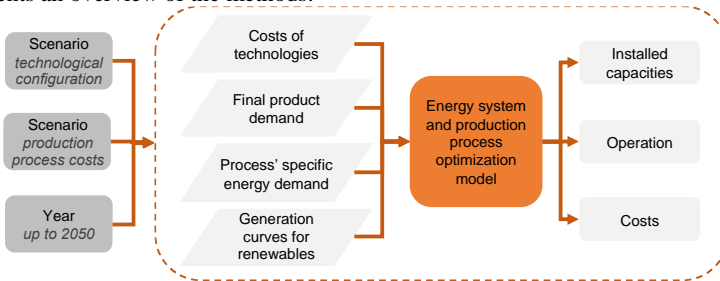 Scenario
technological
configuration
Scenario
production
process costs
Year
up to 2050
Costs of
technologies
Final product
demand
Process' specific
energy demand
Generation
curves for
renewables
Energy system
and production
process
optimization
model
Installed
capacities
Operation
Costs